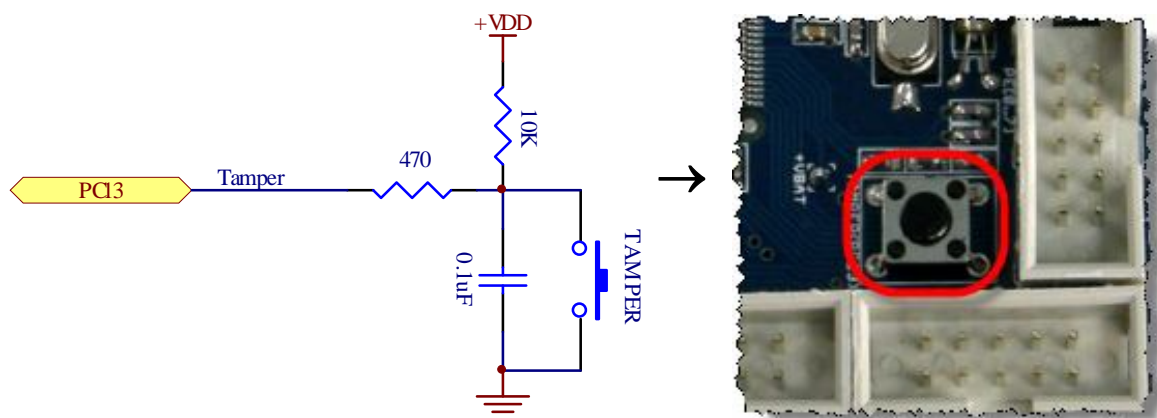 +VDD
10K
470
PC13
Tamper
0.1uF
TAMPER
+VBAT